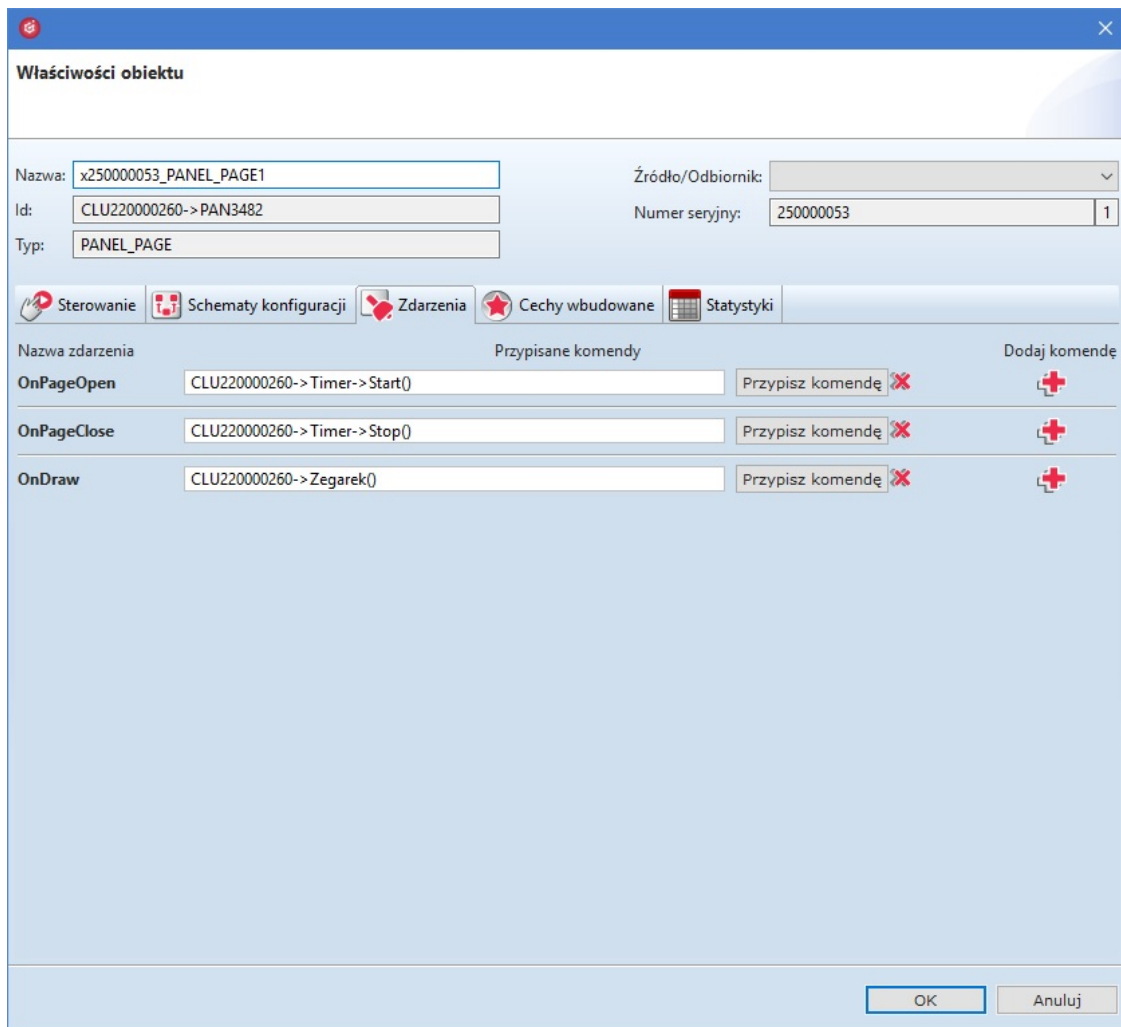 Właściwości obiektu
Nazwa: x250000053_PANEL_PAGE1 Źródło/Odbiornik:
Id: CLU220000260->PAN3482 Numer seryjny: 250000053 1
Typ: PANEL_PAGE
Sterowanie Schematy konfiguracji Zdarzenia Cechy wbudowane Statystyki
Nazwa zdarzenia Przypisane komendy Dodaj komendę
OnPageOpen CLU220000260->Timer->Start() Przypisz komendę
OnPageClose CLU220000260->Timer->Stop() Przypisz komendę
OnDraw CLU220000260->Zegarek() Przypisz komendę
OK Anuluj